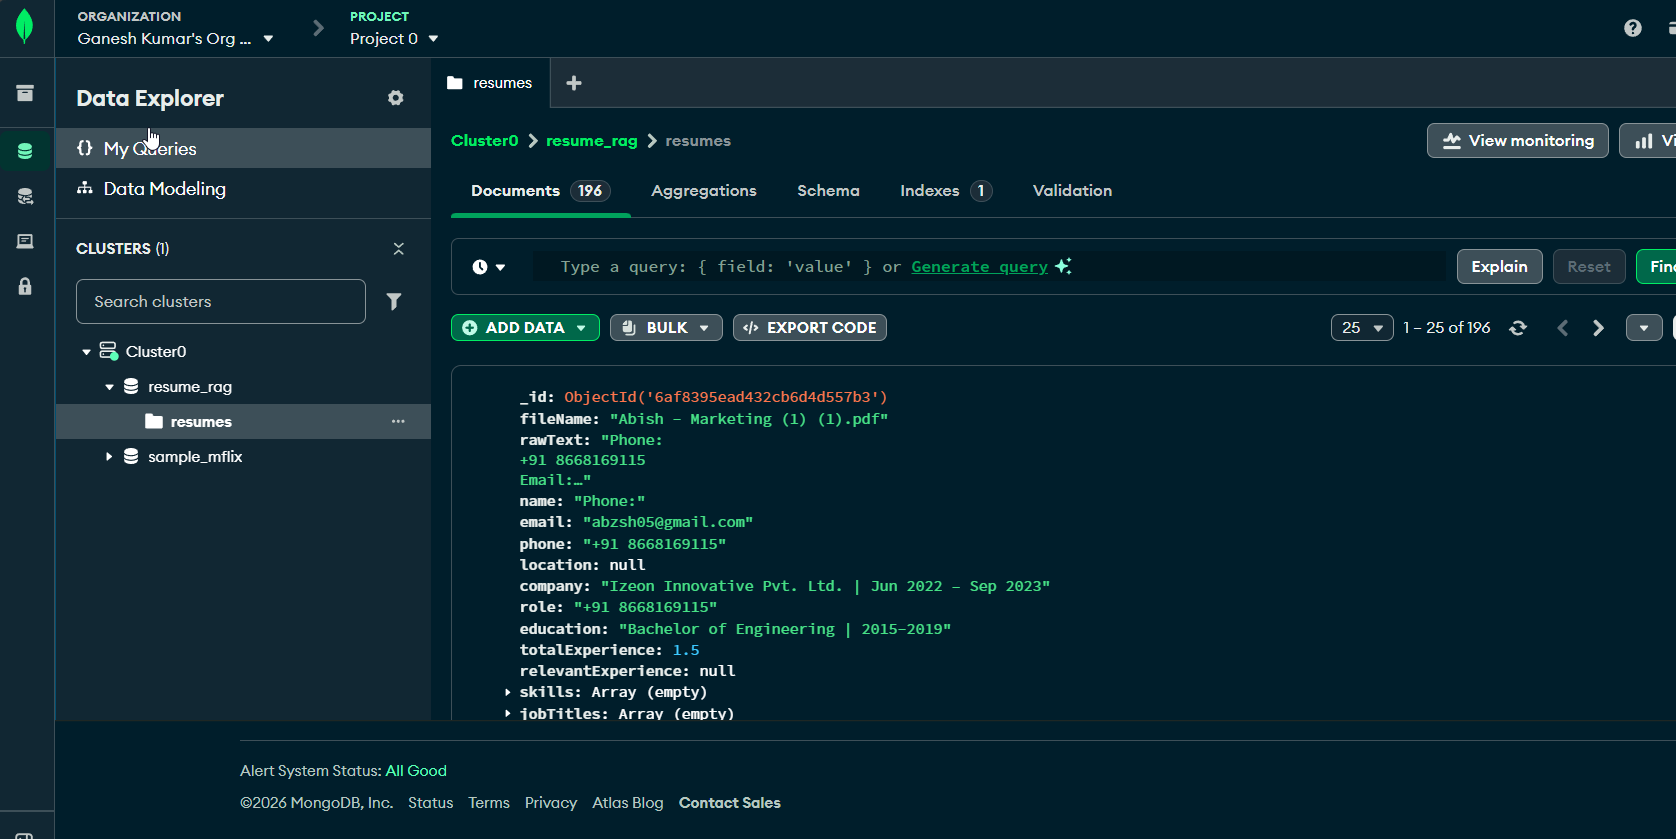 ORGANIZATION
Ganesh Kumar's Org ...
PROJECT
Project 0
Data Explorer
My Queries
Data Modeling
CLUSTERS (1)
Search clusters
Cluster0
resume_rag
resumes
sample_mflix
resumes
Cluster0 resume_rag resumes
View monitoring
Documents 196 Aggregations Schema Indexes 1 Validation
Type a query: { field: 'value' } or Generate query
Explain Reset
ADD DATA BULK </> EXPORT CODE
25 1 – 25 of 196
_id: ObjectId('6af8395ead432cb6d4d557b3')
fileName: "Abish - Marketing (1) (1).pdf"
rawText: "Phone:
+91 8668169115
Email:…"
name: "Phone:"
email: "abzsh05@gmail.com"
phone: "+91 8668169115"
location: null
company: "Izeon Innovative Pvt. Ltd. | Jun 2022 – Sep 2023"
role: "+91 8668169115"
education: "Bachelor of Engineering | 2015–2019"
totalExperience: 1.5
relevantExperience: null
skills: Array (empty)
jobTitles: Array (empty)
Alert System Status: All Good
©2026 MongoDB, Inc. Status Terms Privacy Atlas Blog Contact Sales